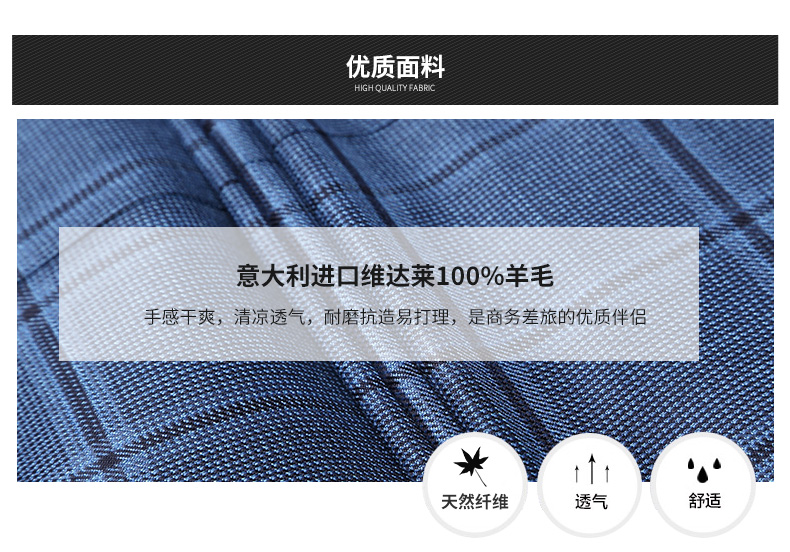 优质面料
HIGH QUALITY FABRIC
意大利进口维达莱100%羊毛
手感干爽，清凉透气，耐磨抗造易打理，是商务差旅的优质伴侣
天然纤维
透气
舒适